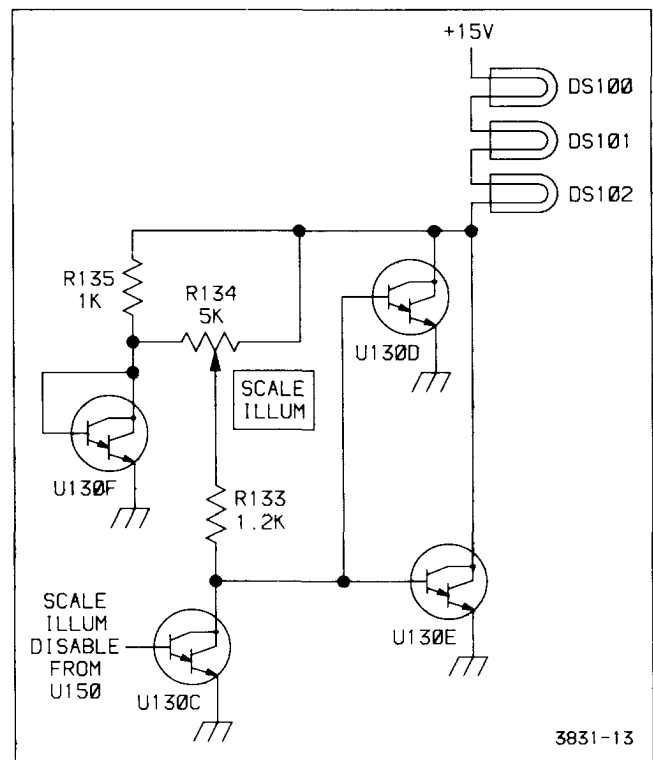 +15V
DS100
DS101
DS102
R135
1K
R134
5K
U130D
SCALE
ILLUM
U130F
R133
1.2K
SCALE
ILLUM
DISABLE
FROM
U150
U130E
U130C
3831-13